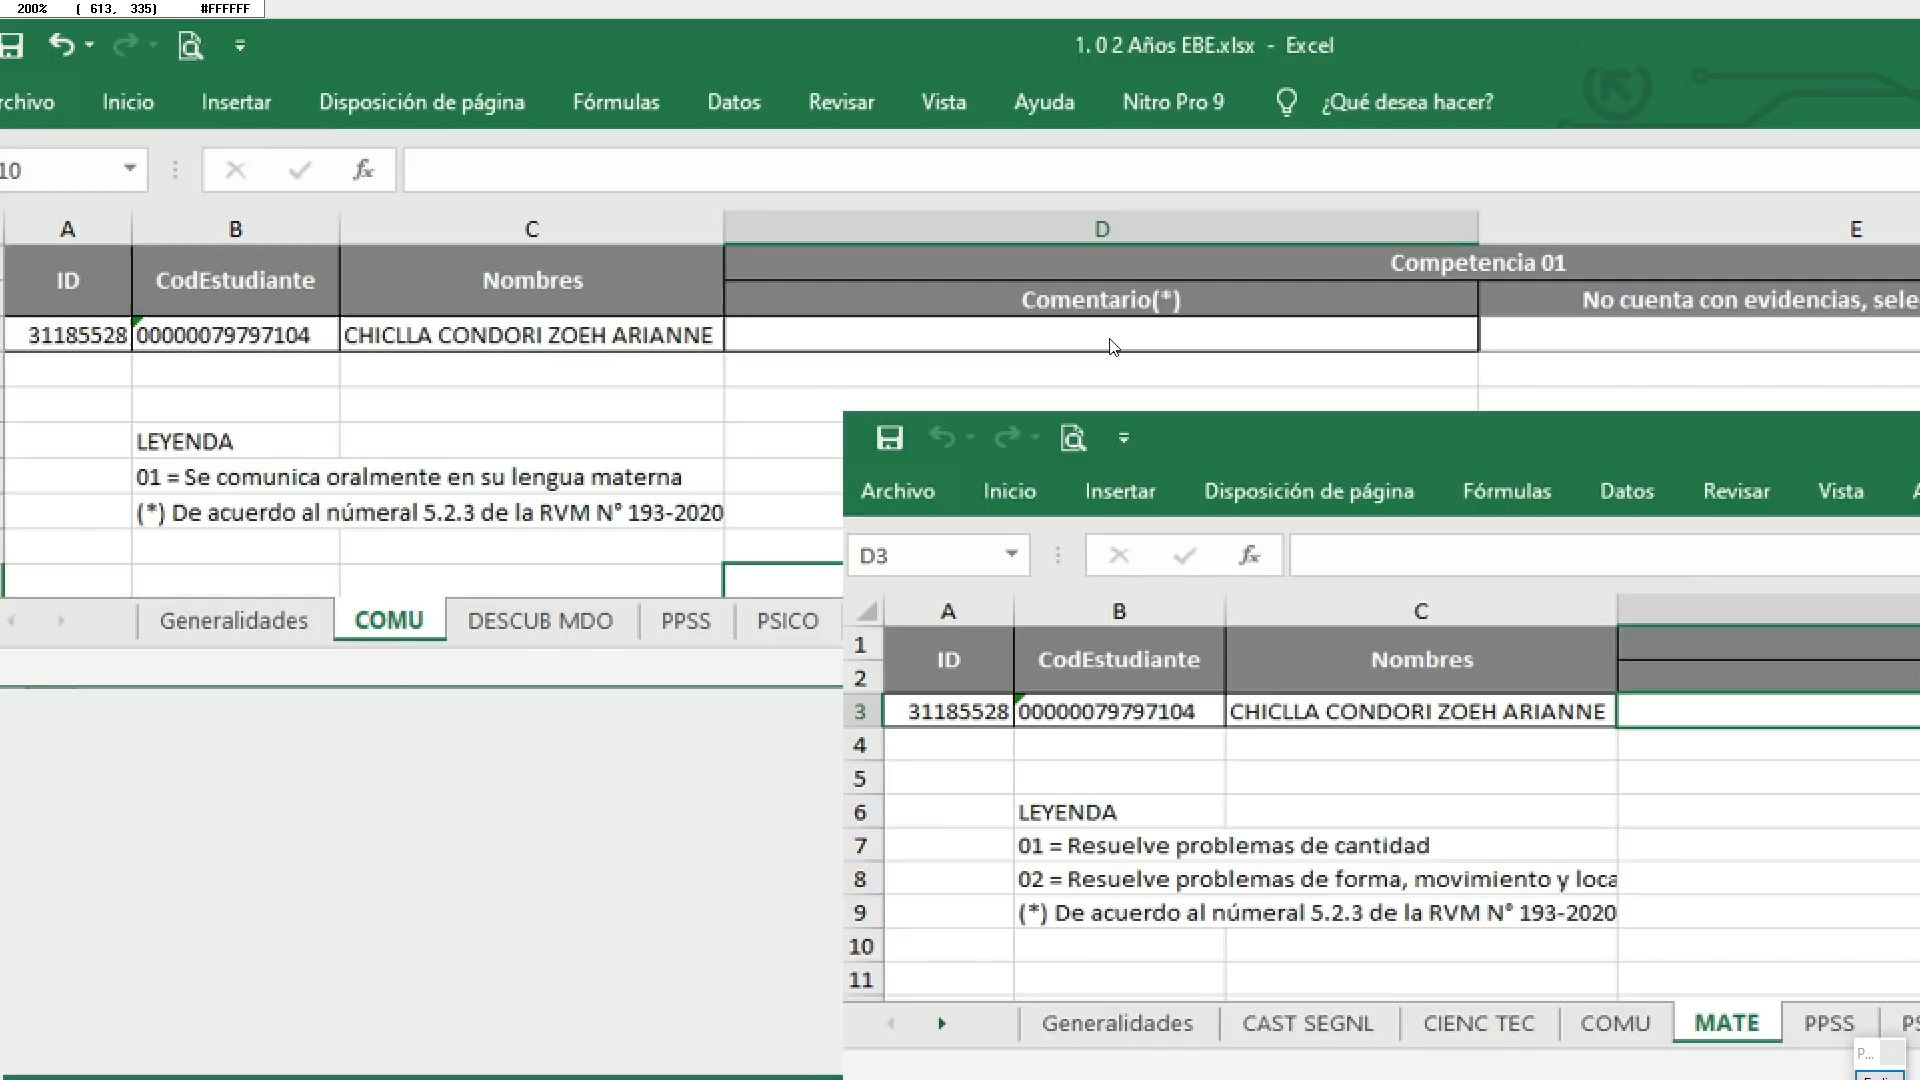 200% ( 613, 335) #FFFFFF
1. 0 2 Años EBE.xlsx - Excel
rchivo Inicio Insertar Disposición de página Fórmulas Datos Revisar Vista Ayuda Nitro Pro 9 ¿Qué desea hacer?
10 fx
A B C D E
ID CodEstudiante Nombres Competencia 01
Comentario(*) No cuenta con evidencias, sele
31185528 00000079797104 CHICLLA CONDORI ZOEH ARIANNE
LEYENDA
01 = Se comunica oralmente en su lengua materna
(*) De acuerdo al númeral 5.2.3 de la RVM N° 193-2020
Generalidades COMU DESCUB MDO PPSS PSICO
Archivo Inicio Insertar Disposición de página Fórmulas Datos Revisar Vista A
D3 fx
A B C
1
ID CodEstudiante Nombres
2
3 31185528 00000079797104 CHICLLA CONDORI ZOEH ARIANNE
4
5
6 LEYENDA
7 01 = Resuelve problemas de cantidad
8 02 = Resuelve problemas de forma, movimiento y loca
9 (*) De acuerdo al númeral 5.2.3 de la RVM N° 193-2020
10
11
Generalidades CAST SEGNL CIENC TEC COMU MATE PPSS PS
P...